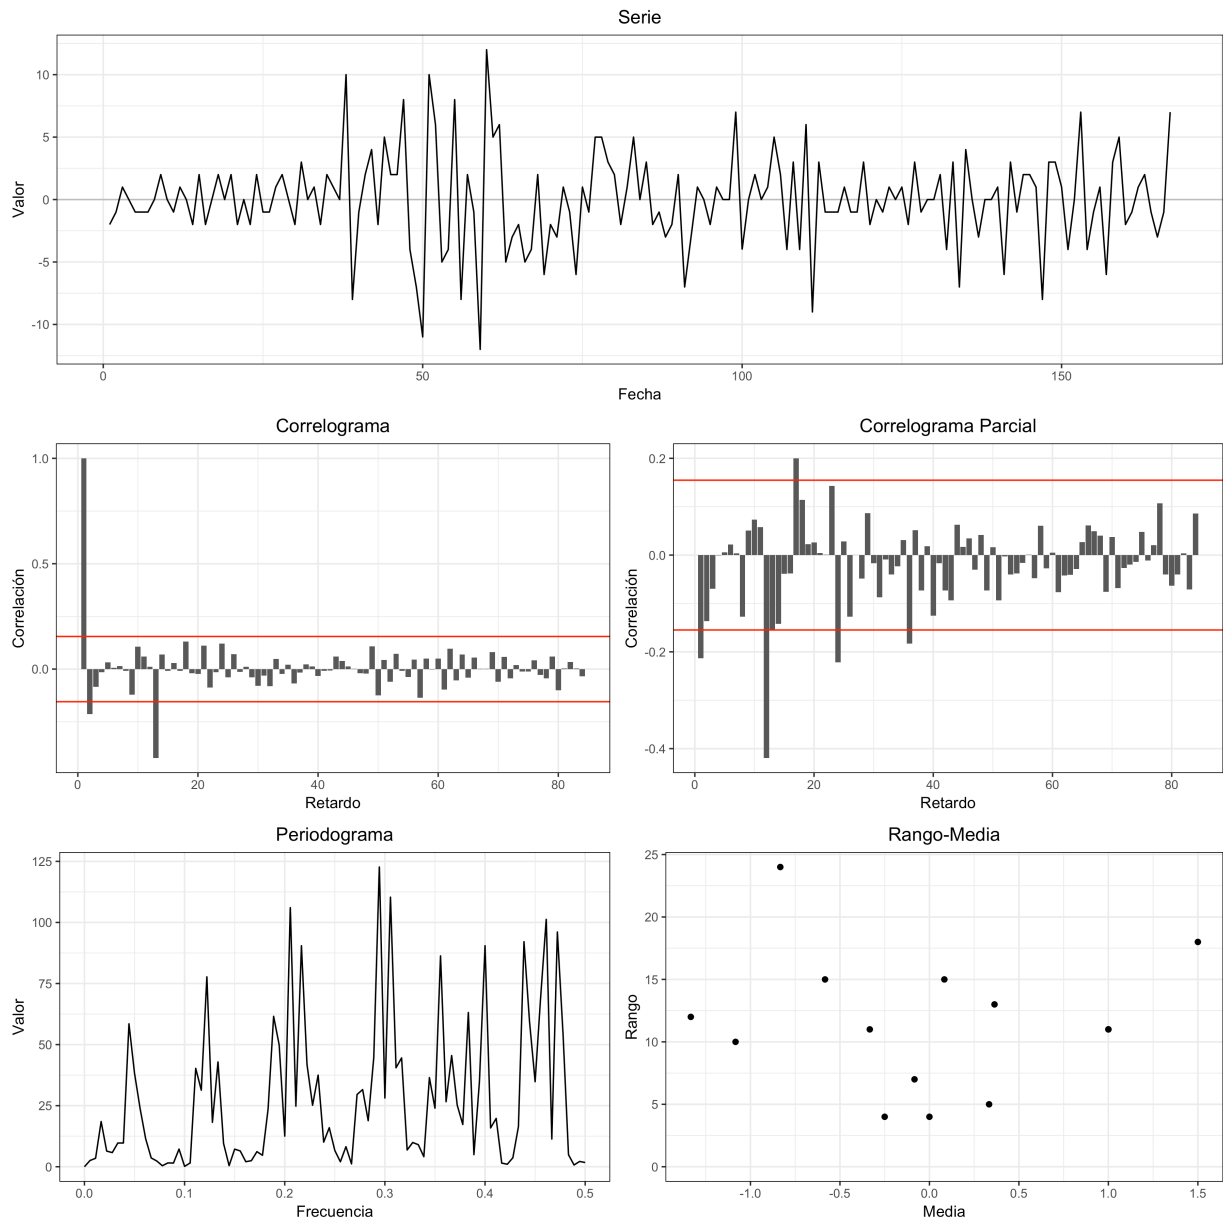 Serie
10
5
0
-5
-10
Valor
0 50 100 150
Fecha
Correlograma
1.0
0.5
0.0
Correlación
0 20 40 60 80
Retardo
Correlograma Parcial
0.2
0.0
-0.2
-0.4
Correlación
0 20 40 60 80
Retardo
Periodograma
125
100
75
50
25
0
Valor
0.0 0.1 0.2 0.3 0.4 0.5
Frecuencia
Rango-Media
25
20
15
10
5
0
Rango
-1.0 -0.5 0.0 0.5 1.0 1.5
Media